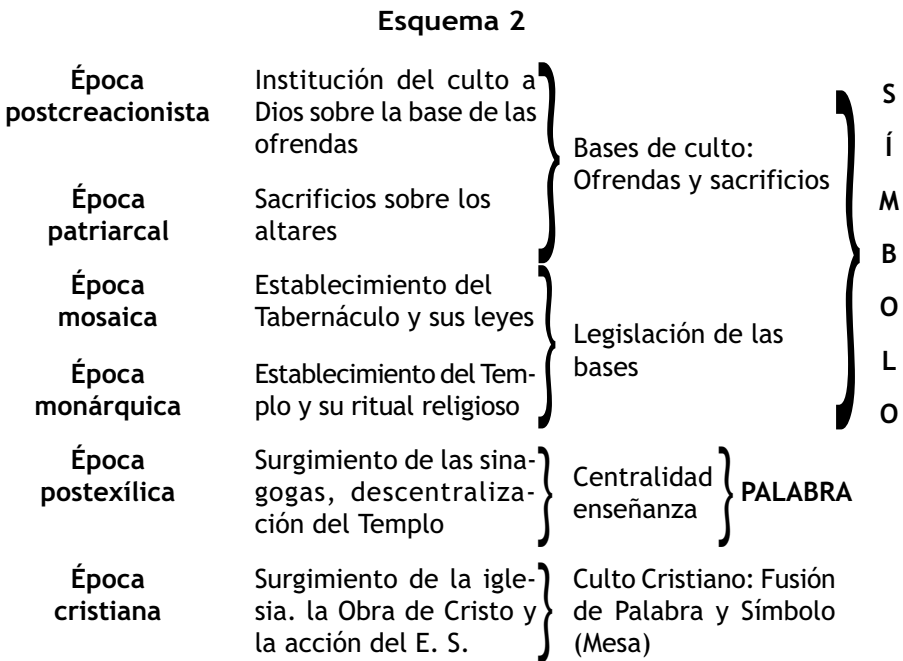 Esquema 2
Época
postcreacionista
Institución del culto a
Dios sobre la base de las
ofrendas
Época
patriarcal
Sacrificios sobre los
altares
Bases de culto:
Ofrendas y sacrificios
Época
mosaica
Establecimiento del
Tabernáculo y sus leyes
Época
monárquica
Establecimiento del Tem-
plo y su ritual religioso
Legislación de las
bases
S
Í
M
B
O
L
O
Época
postexílica
Surgimiento de las sina-
gogas, descentraliza-
ción del Templo
Centralidad
enseñanza
PALABRA
Época
cristiana
Surgimiento de la igle-
sia. la Obra de Cristo y
la acción del E. S.
Culto Cristiano: Fusión
de Palabra y Símbolo
(Mesa)